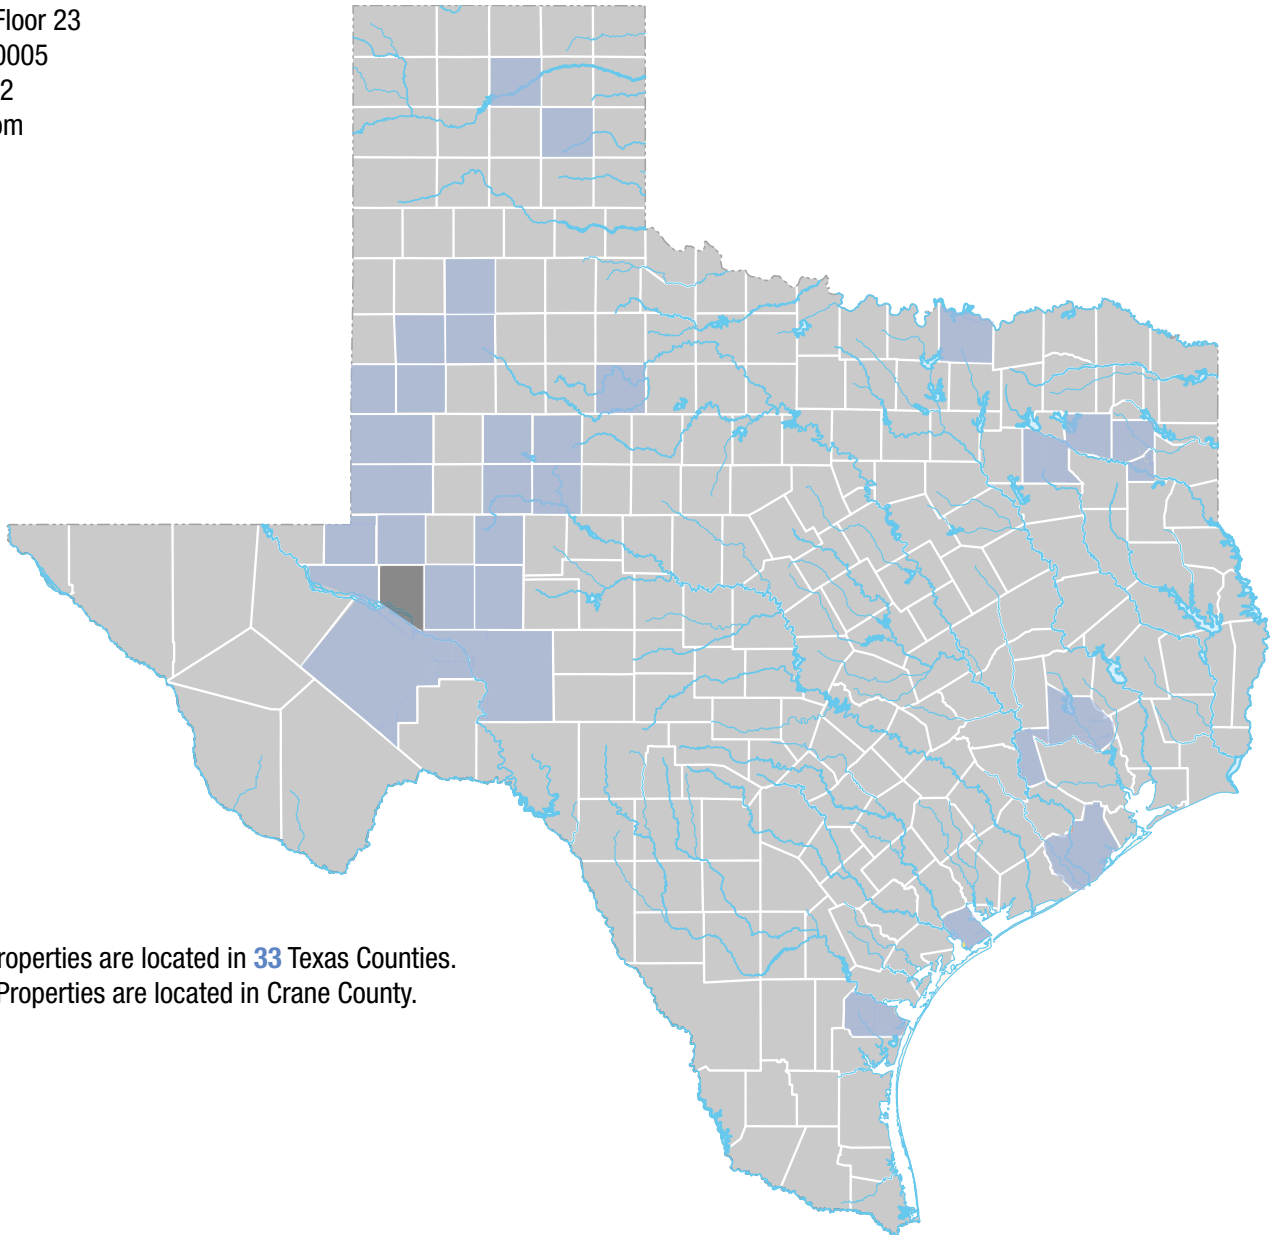 Floor 23
0005
2
om
roperties are located in 33 Texas Counties.
Properties are located in Crane County.